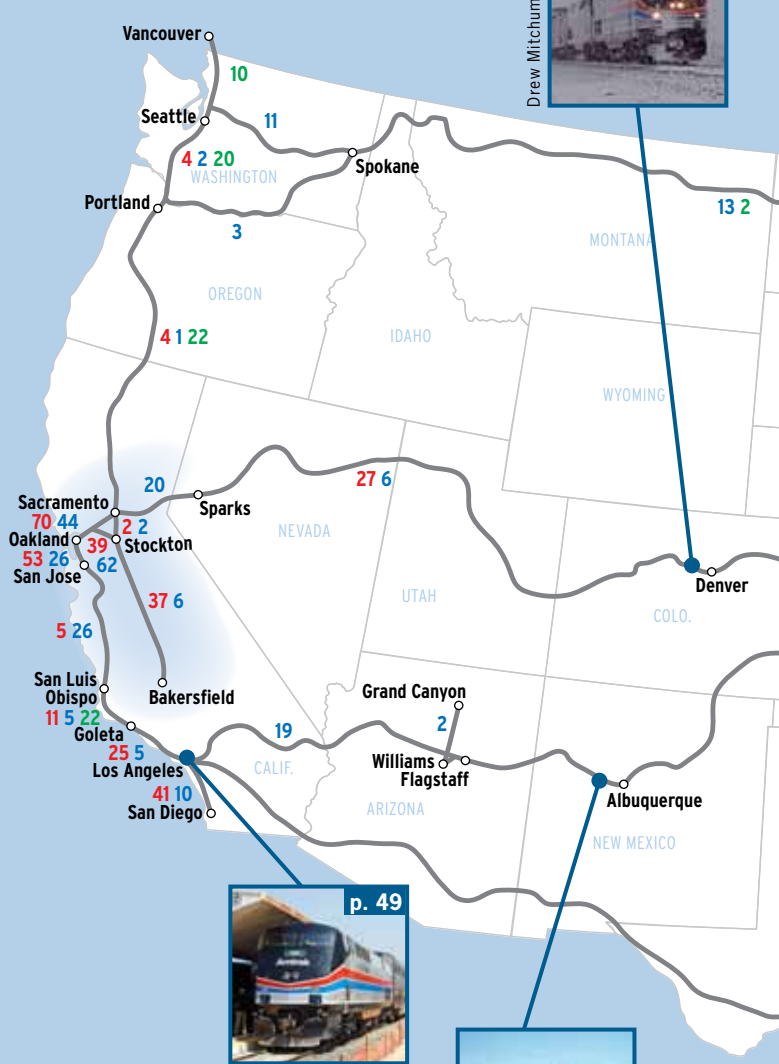 Drew Mitchum
Vancouver
10
Seattle
11
4 2 20
WASHINGTON
Spokane
Portland
3
13 2
MONTANA
OREGON
4 1 22
IDAHO
WYOMING
20
27 6
Sacramento
Sparks
70 44
2 2
NEVADA
Oakland
39
Stockton
53 26
62
San Jose
Denver
37 6
UTAH
COLO.
5 26
San Luis
Obispo
Bakersfield
Grand Canyon
11 5 22
2
Goleta
19
25 5
Williams
Los Angeles
CALIF.
Flagstaff
41 10
ARIZONA
Albuquerque
San Diego
NEW MEXICO
p. 49